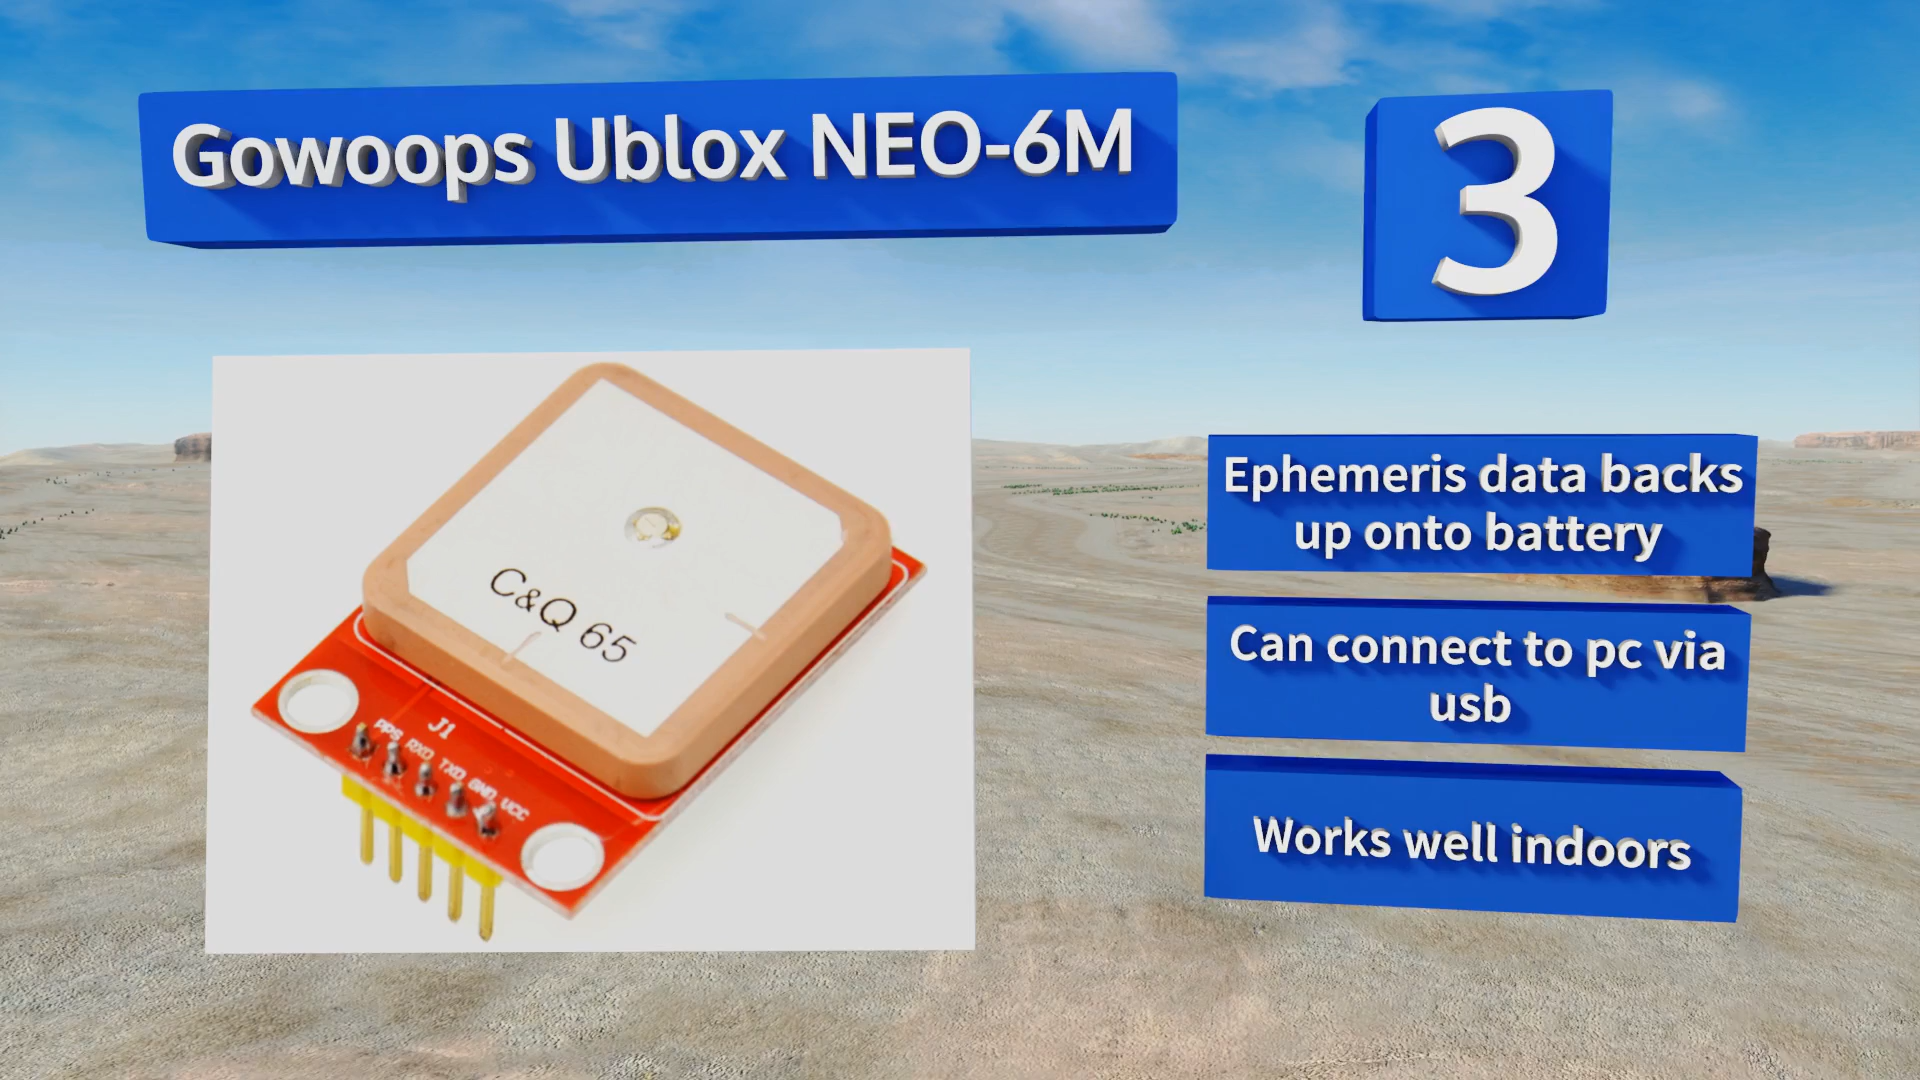 Gowoops Ublox NEO-6M
3
C&Q 65
J1
PPS RXD TXD GND VCC
Ephemeris data backs
up onto battery
Can connect to pc via
usb
Works well indoors